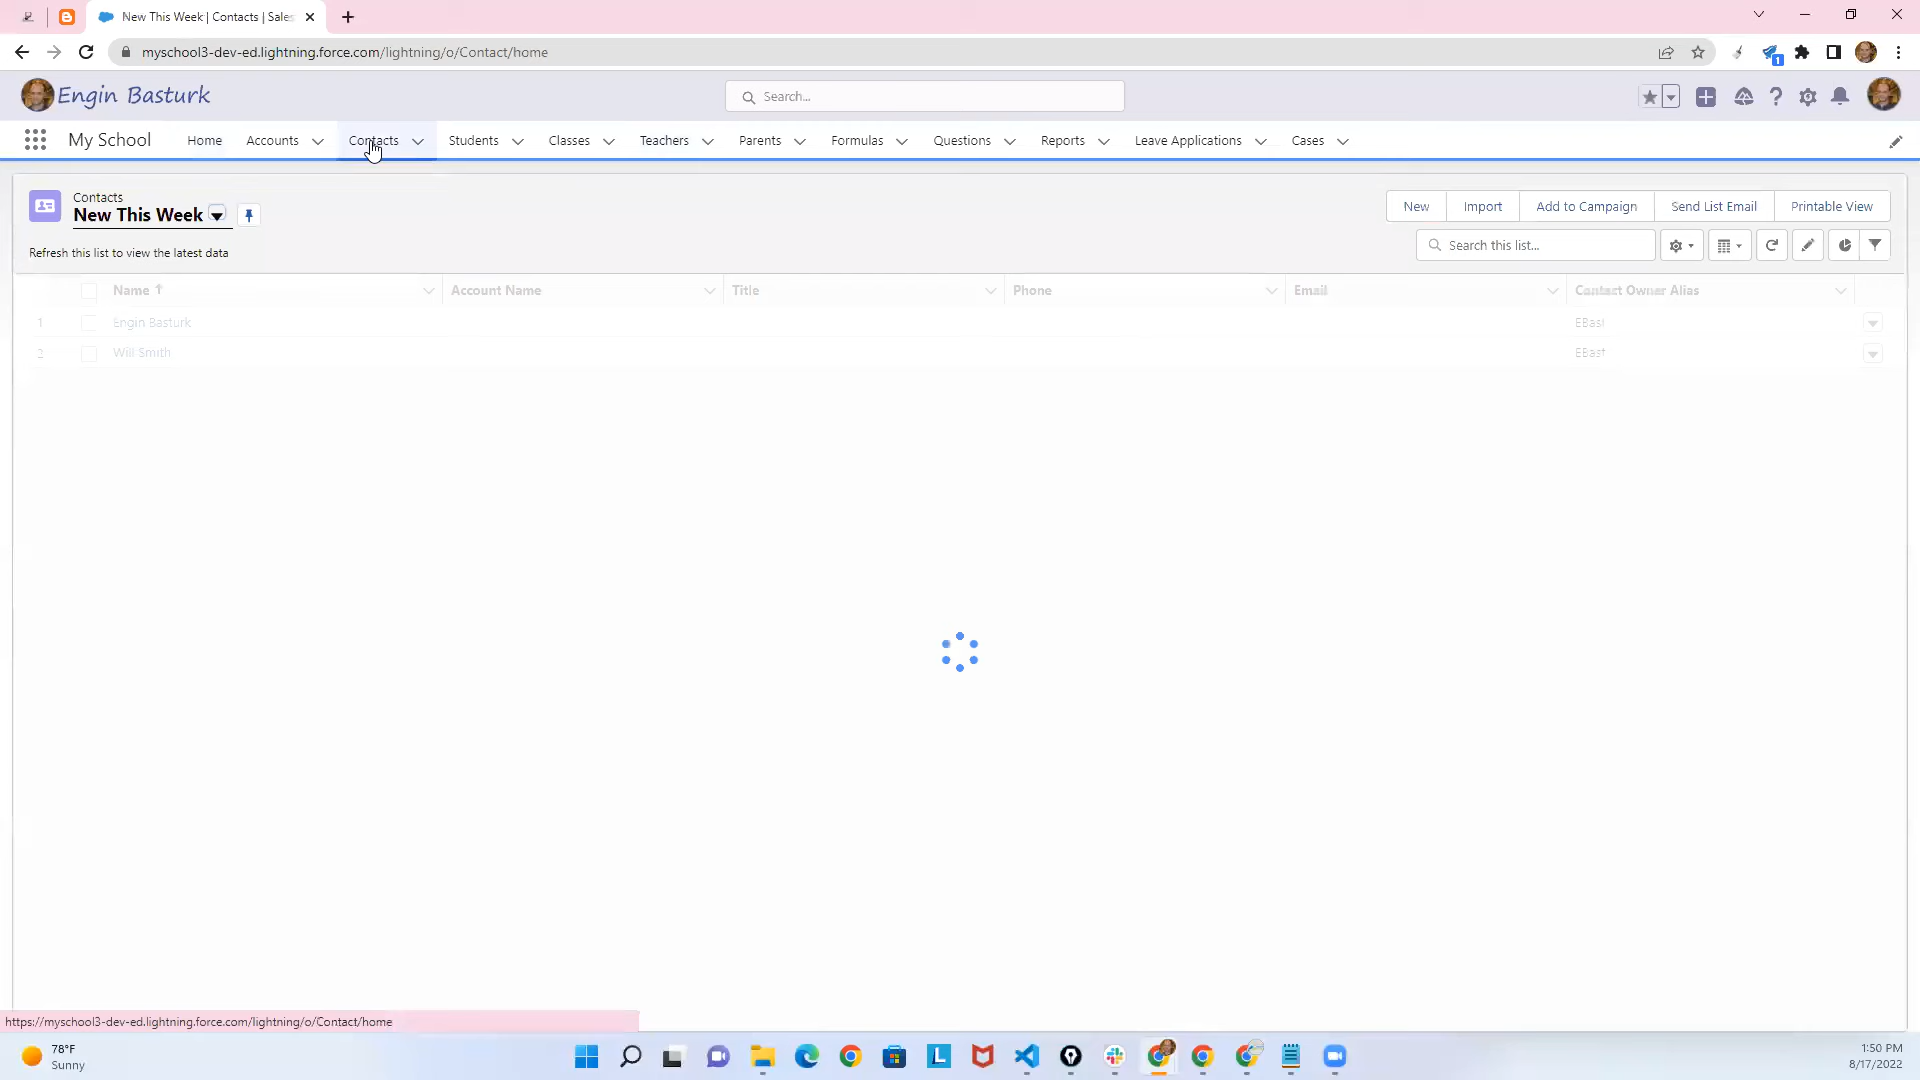 New This Week | Contacts | Sales
myschool3-dev-ed.lightning.force.com/lightning/o/Contact/home
1
Engin Basturk
Search...
My School
Home
Accounts
Contacts
Students
Classes
Teachers
Parents
Formulas
Questions
Reports
Leave Applications
Cases
Contacts
New This Week
New
Import
Add to Campaign
Send List Email
Printable View
Refresh this list to view the latest data
Search this list...
Name
Account Name
Title
Phone
Email
Contact Owner Alias
1
Engin Basturk
EBast
2
Will Smith
EBast
https://myschool3-dev-ed.lightning.force.com/lightning/o/Contact/home
78°F
Sunny
1:50 PM
8/17/2022